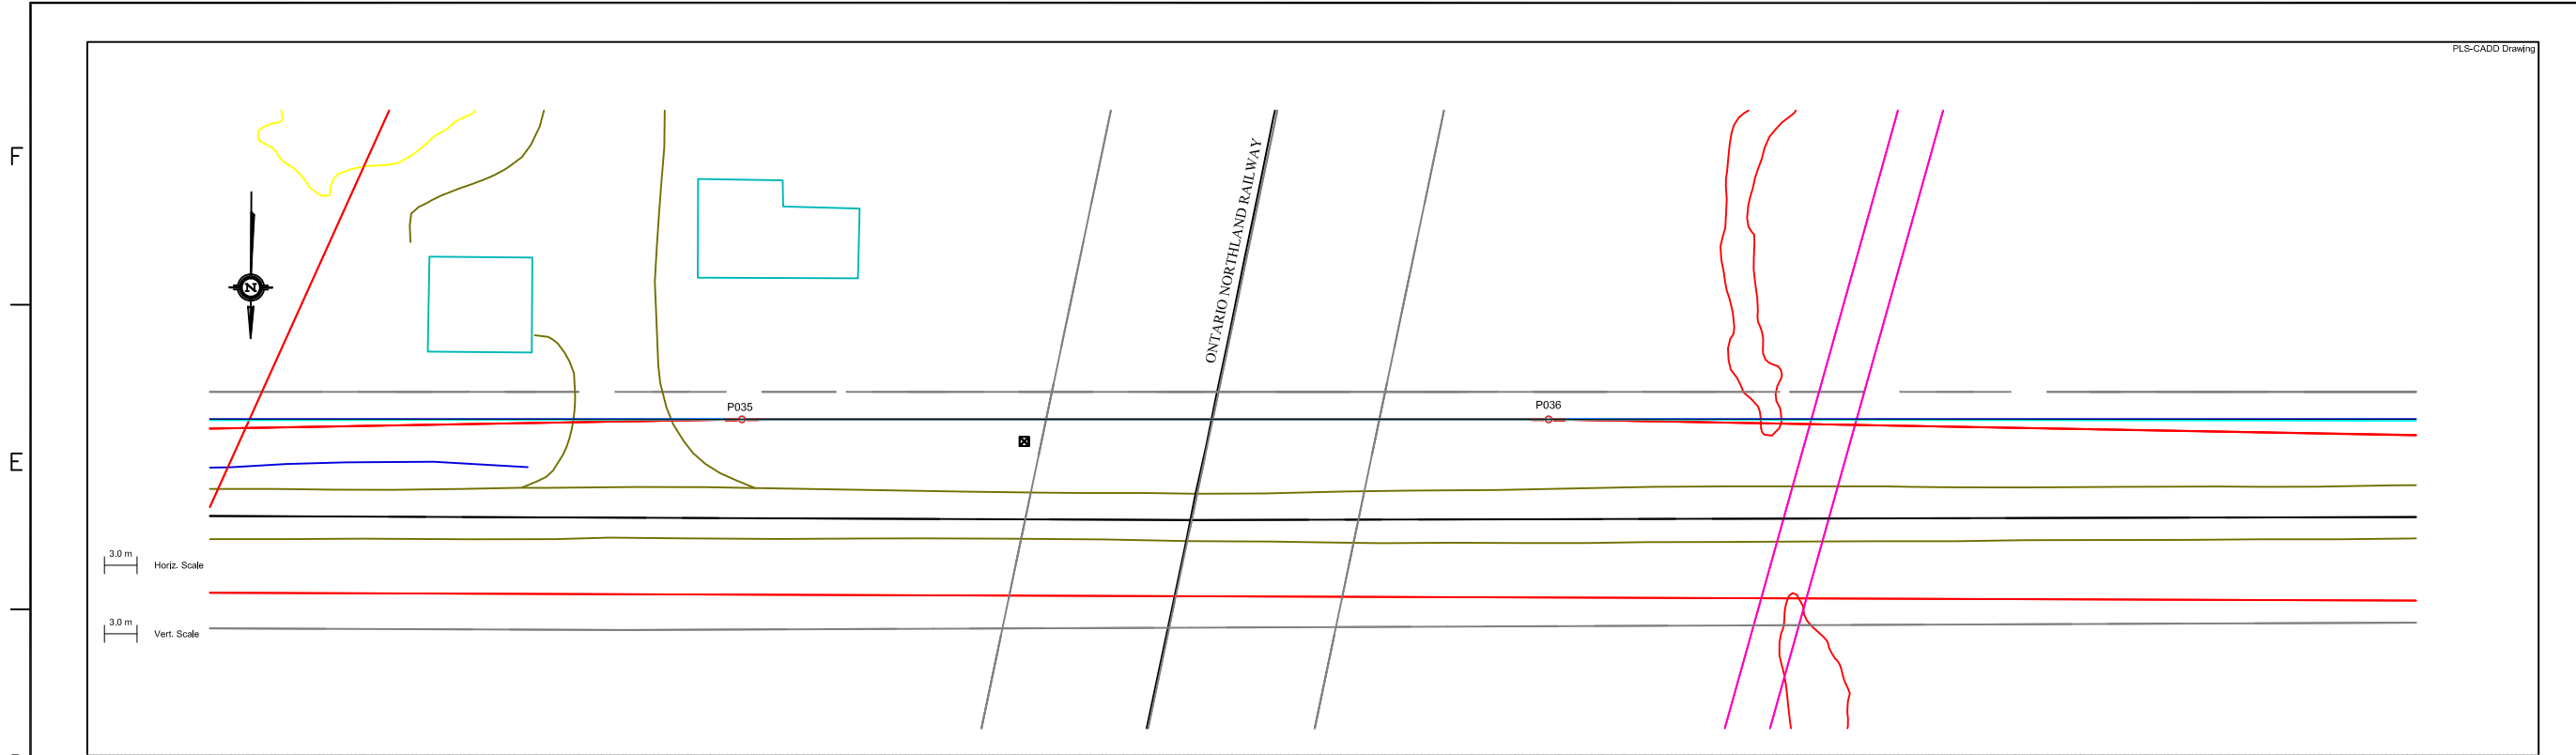 PLS-CADD Drawing
F
ONTARIO NORTHLAND RAILWAY
N
P035
P036
E
3.0 m
Horiz. Scale
3.0 m
Vert. Scale